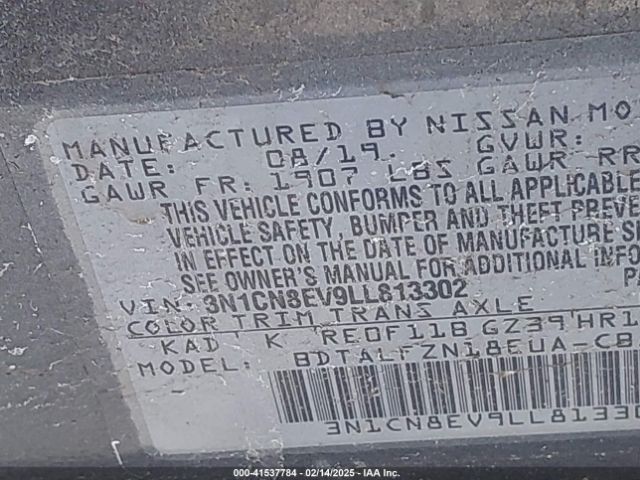 MANUFACTURED BY NISSAN MO
DATE: 08/19. GVWR:
GAWR FR: 1907 LBS GAWR RR
THIS VEHICLE CONFORMS TO ALL APPLICABLE
VEHICLE SAFETY, BUMPER AND THEFT PREVE
IN EFFECT ON THE DATE OF MANUFACTURE S
SEE OWNER'S MANUAL FOR ADDITIONAL INFO
VIN: 3N1CN8EV9LL813302 P
COLOR TRIM TRANS AXLE
KAD K RE0F11B GZ39 HR1
MODEL: BDTALFZN18EUA-CB
3N1CN8EV9LL81330
000-41537784 - 02/14/2025 - IAA Inc.